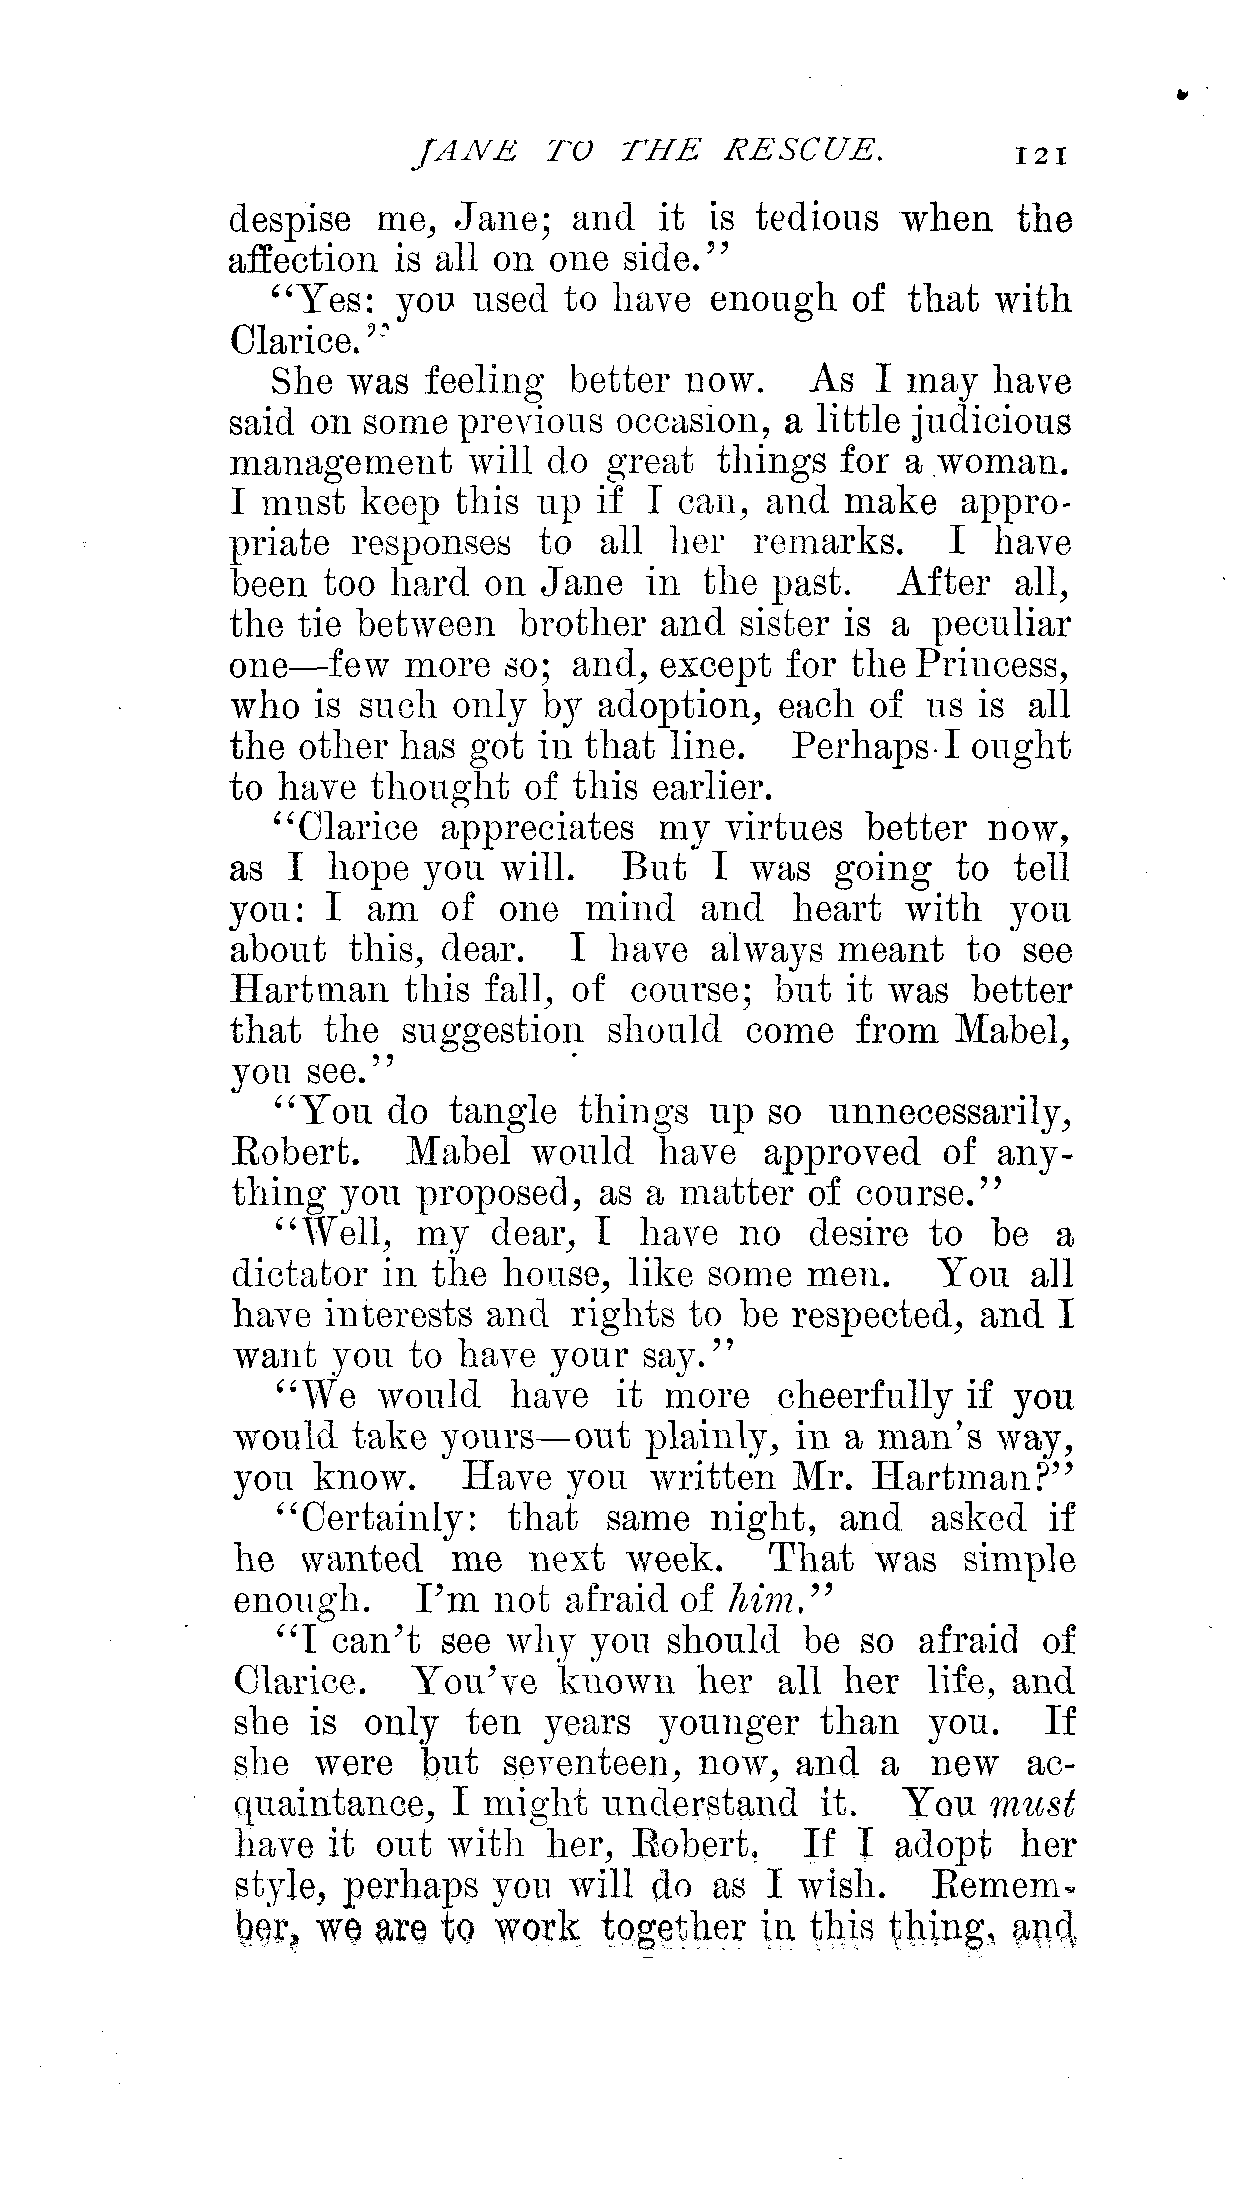 JANE TO THE RESCUE. 121
despise me, Jane; and it is tedious when the
affection is all on one side."
"Yes: you used to have enough of that with
Clarice."
She was feeling better now. As I may have
said on some previous occasion, a little judicious
management will do great things for a woman.
I must keep this up if I can, and make appro-
priate responses to all her remarks. I have
been too hard on Jane in the past. After all,
the tie between brother and sister is a peculiar
one—few more so; and, except for the Princess,
who is such only by adoption, each of us is all
the other has got in that line. Perhaps I ought
to have thought of this earlier.
"Clarice appreciates my virtues better now,
as I hope you will. But I was going to tell
you: I am of one mind and heart with you
about this, dear. I have always meant to see
Hartman this fall, of course; but it was better
that the suggestion should come from Mabel,
you see."
"You do tangle things up so unnecessarily,
Robert. Mabel would have approved of any-
thing you proposed, as a matter of course."
"Well, my dear, I have no desire to be a
dictator in the house, like some men. You all
have interests and rights to be respected, and I
want you to have your say."
"We would have it more cheerfully if you
would take yours—out plainly, in a man's way,
you know. Have you written Mr. Hartman?"
"Certainly: that same night, and asked if
he wanted me next week. That was simple
enough. I'm not afraid of him."
"I can't see why you should be so afraid of
Clarice. You've known her all her life, and
she is only ten years younger than you. If
she were but seventeen, now, and a new ac-
quaintance, I might understand it. You must
have it out with her, Robert. If I adopt her
style, perhaps you will do as I wish. Remem-
ber, we are to work together in this thing, and